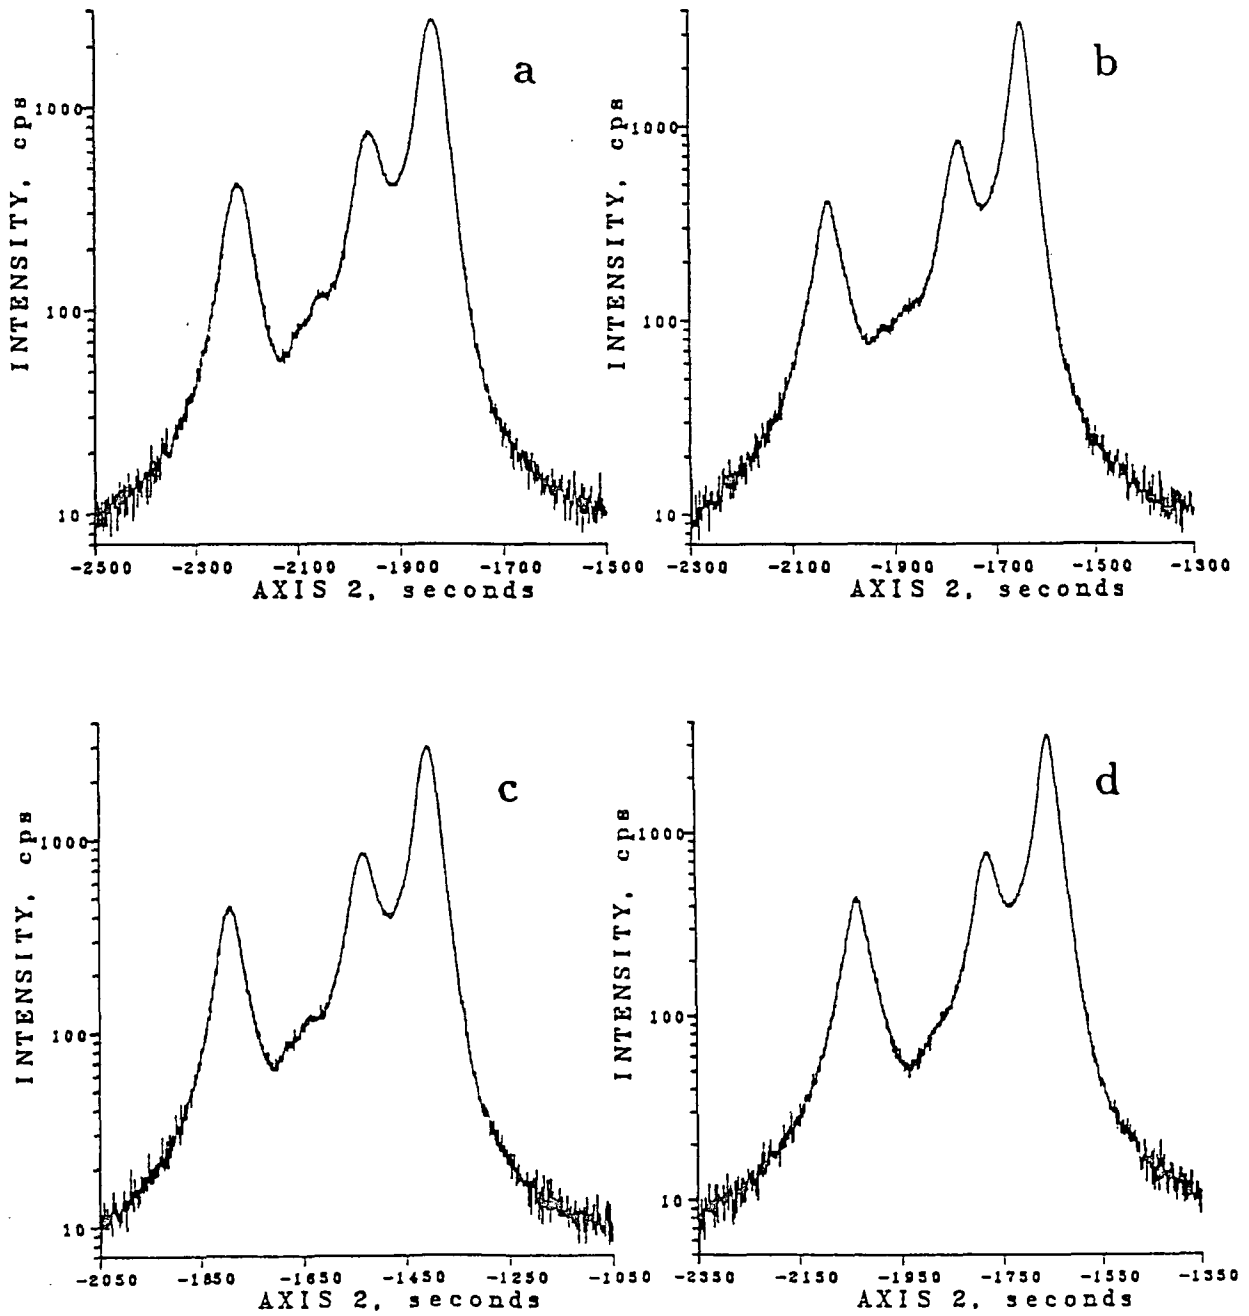 a
INTENSITY, cps
1000
100
10
-2500 -2300 -2100 -1900 -1700 -1500
AXIS 2, seconds
b
INTENSITY, cps
1000
100
10
-2300 -2100 -1900 -1700 -1500 -1300
AXIS 2, seconds
c
INTENSITY, cps
1000
100
10
-2050 -1850 -1650 -1450 -1250 -1050
AXIS 2, seconds
d
INTENSITY, cps
1000
100
10
-2350 -2150 -1950 -1750 -1550 -1350
AXIS 2, seconds